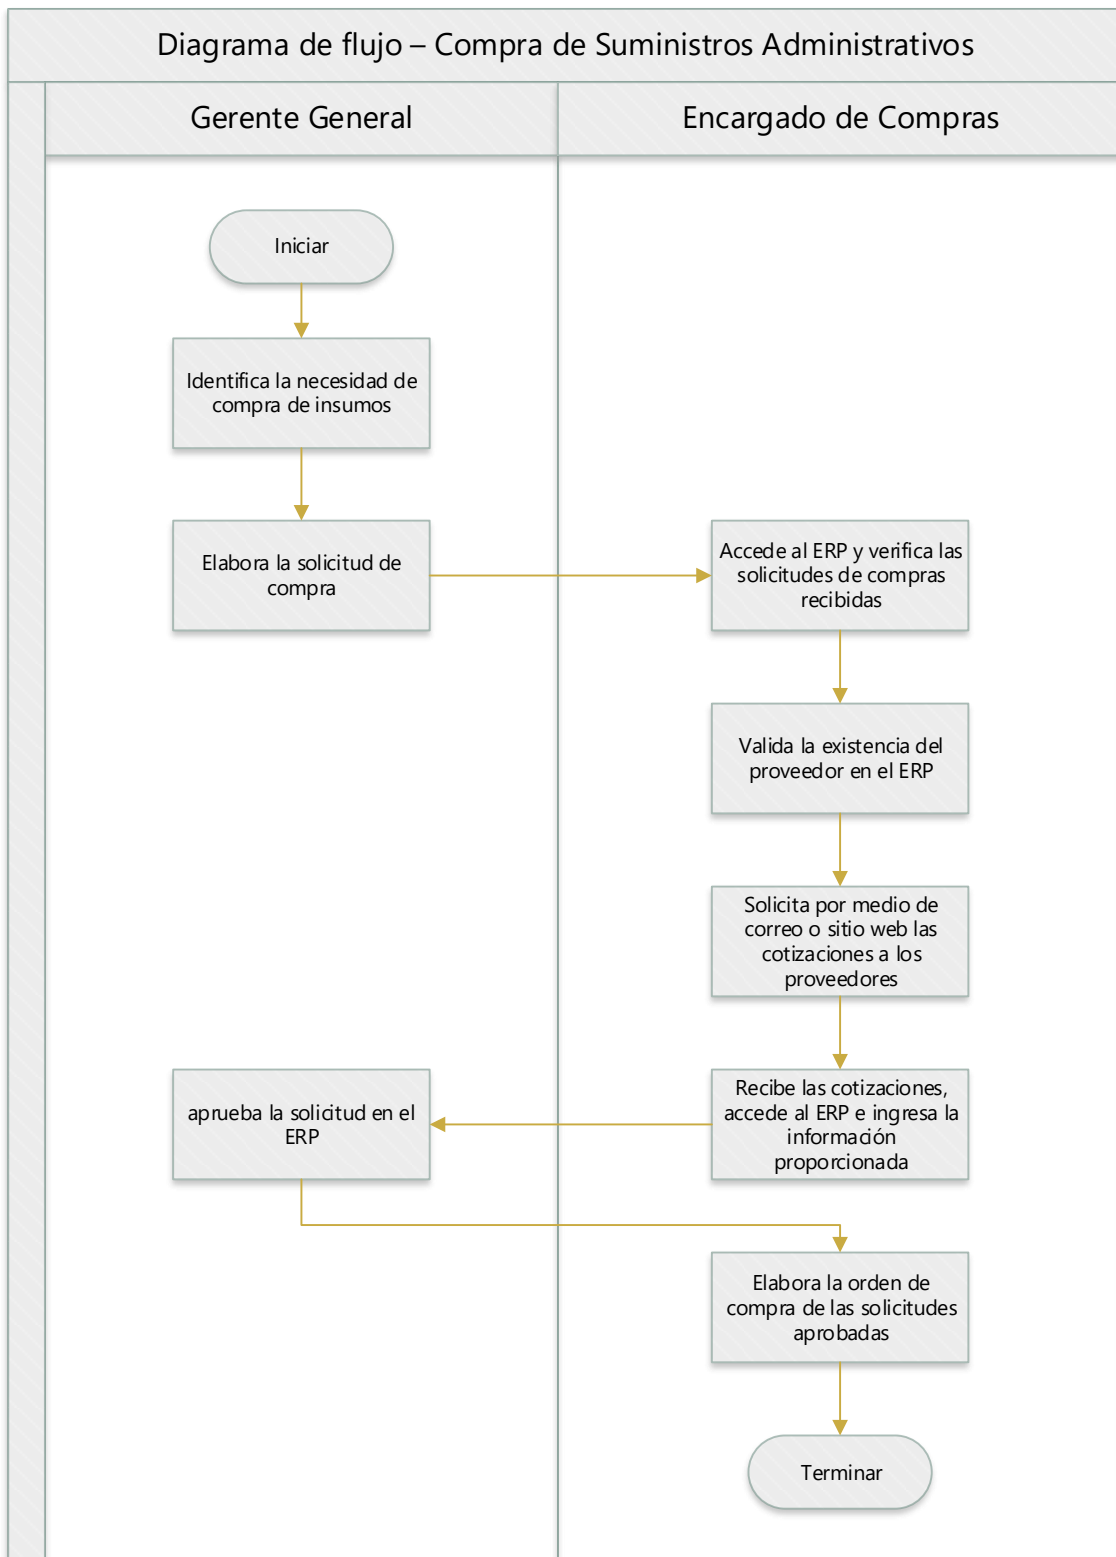 Diagrama de flujo – Compra de Suministros Administrativos
Gerente General
Encargado de Compras
Iniciar
Identifica la necesidad de
compra de insumos
Elabora la solicitud de
compra
Accede al ERP y verifica las
solicitudes de compras
recibidas
Valida la existencia del
proveedor en el ERP
Solicita por medio de
correo o sitio web las
cotizaciones a los
proveedores
Recibe las cotizaciones,
accede al ERP e ingresa la
información
proporcionada
aprueba la solicitud en el
ERP
Elabora la orden de
compra de las solicitudes
aprobadas
Terminar